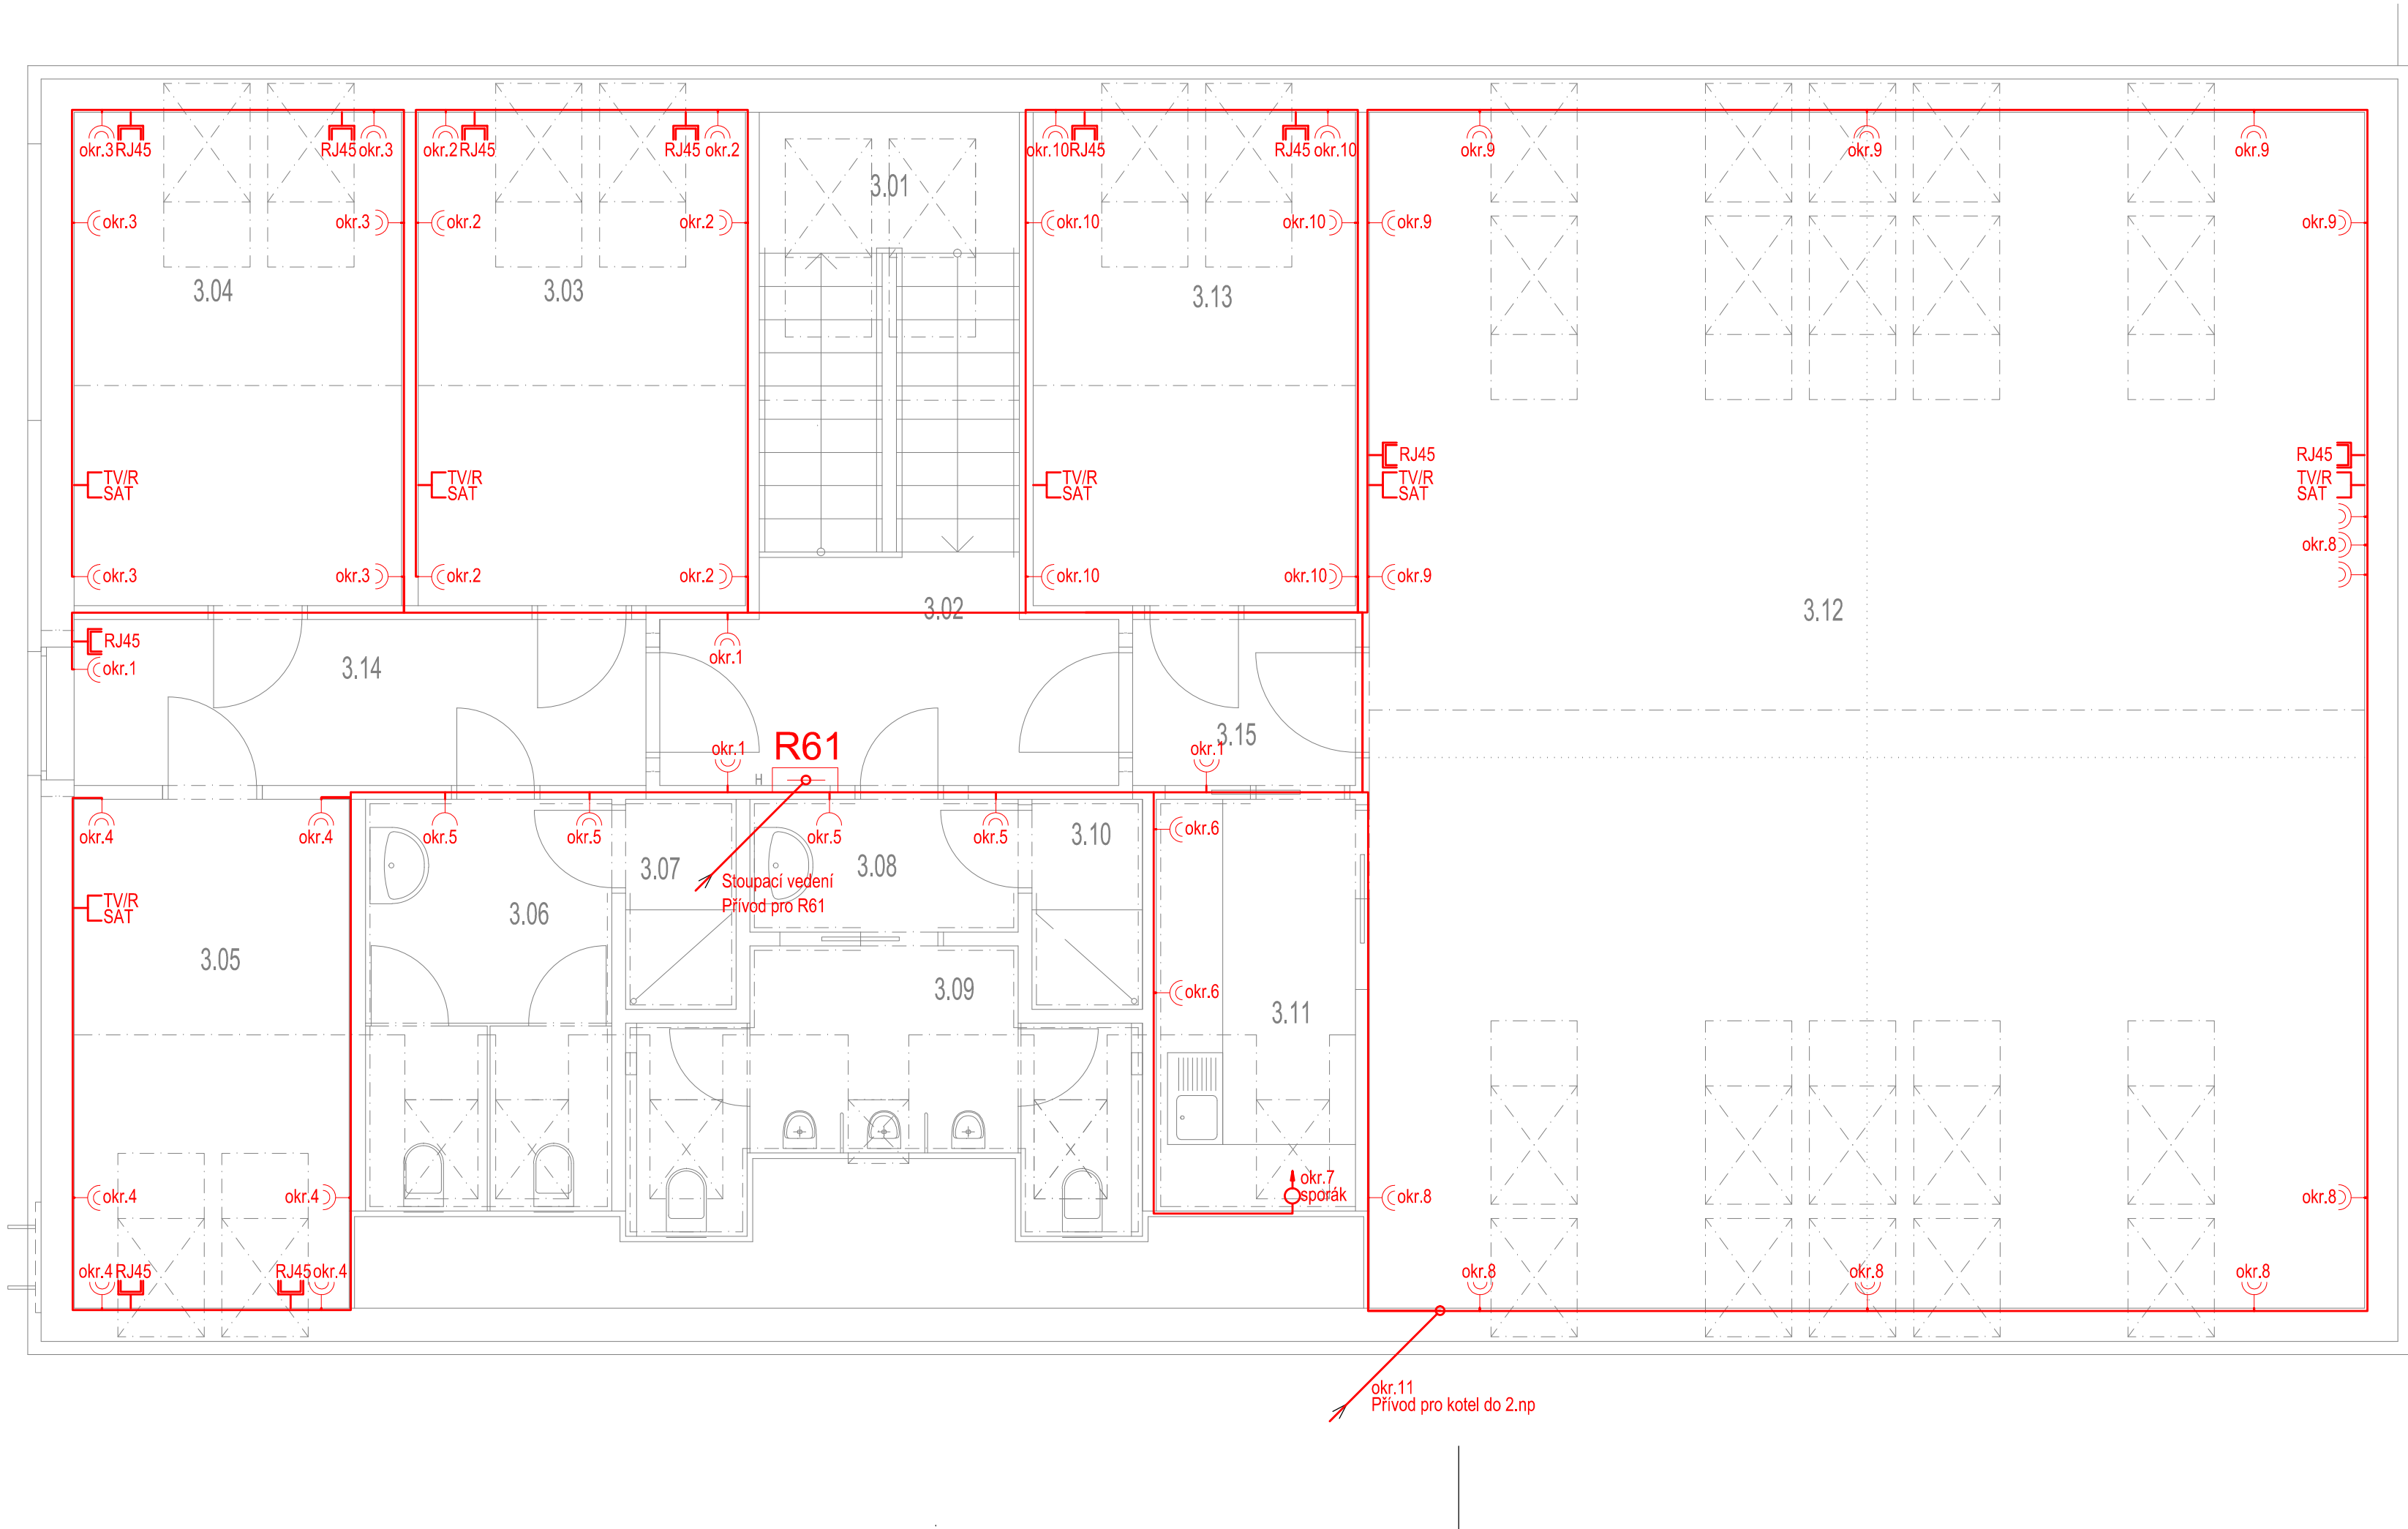 okr.3 RJ45 RJ45 okr.3 okr.2 RJ45 RJ45 okr.2 okr.10 RJ45 RJ45 okr.10 okr.9 okr.9 okr.9
3.01
okr.3 okr.3 okr.2 okr.2 okr.10 okr.10 okr.9 okr.9
3.04 3.03 3.13
RJ45 RJ45
TV/R TV/R TV/R TV/R TV/R
SAT SAT SAT SAT SAT
okr.8
okr.3 okr.3 okr.2 okr.2 okr.10 okr.10 okr.9
3.02 3.12
RJ45
okr.1 3.14 okr.1
R61
okr.1 okr.1 3.15
H
okr.4 okr.4 okr.5 okr.5 okr.5 okr.5 3.10 okr.6
3.07 3.08
Stoupací vedení
Přívod pro R61
TV/R
SAT
3.06
3.05
3.09 okr.6
3.11
okr.7
sporák
okr.4 okr.4 okr.8 okr.8
okr.4 RJ45 RJ45 okr.4 okr.8 okr.8 okr.8
okr.11
Přívod pro kotel do 2.np